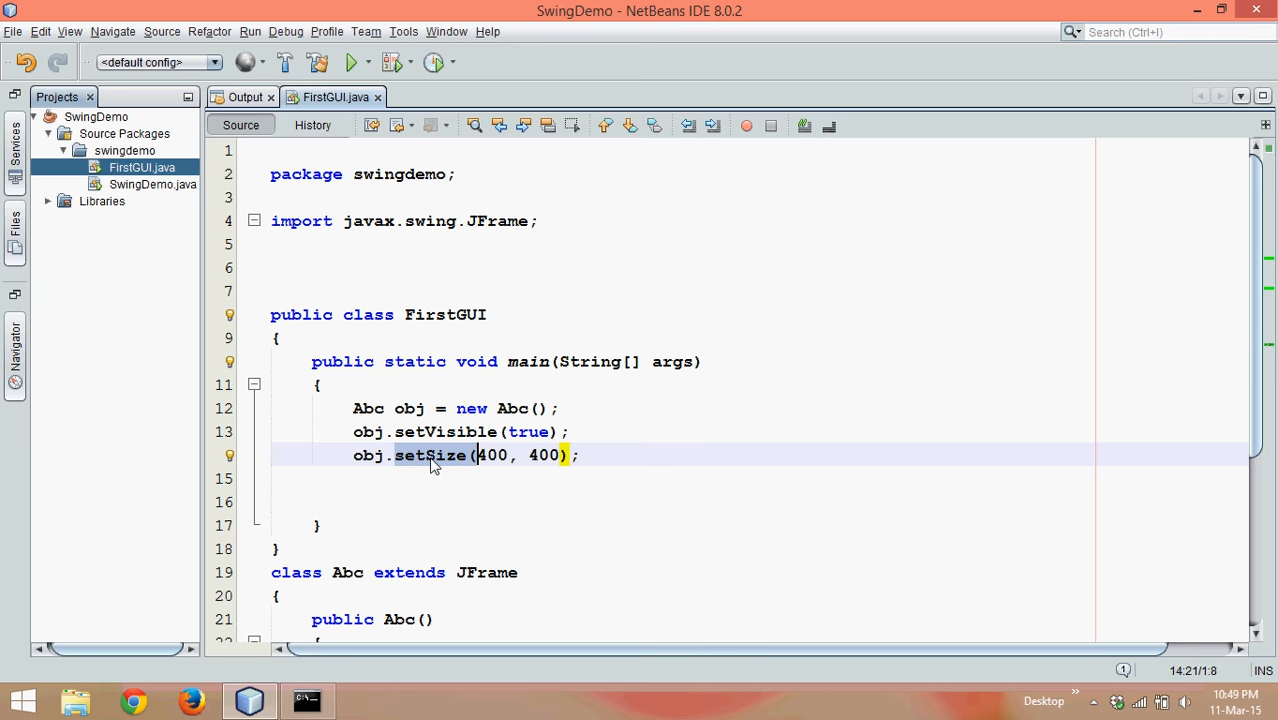 SwingDemo - NetBeans IDE 8.0.2
File Edit View Navigate Source Refactor Run Debug Profile Team Tools Window Help
Search (Ctrl+I)
<default config>
Projects
Output
FirstGUI.java
Source
History
Services
Files
Navigator
SwingDemo
Source Packages
swingdemo
FirstGUI.java
SwingDemo.java
Libraries
1
2 package swingdemo;
3
4 import javax.swing.JFrame;
5
6
7
public class FirstGUI
9 {
public static void main(String[] args)
11 {
12 Abc obj = new Abc();
13 obj.setVisible(true);
obj.setSize(400, 400);
15
16
17 }
18 }
19 class Abc extends JFrame
20 {
21 public Abc()
22 {
1
14:21/1:8 INS
C:\
Desktop
10:49 PM
11-Mar-15